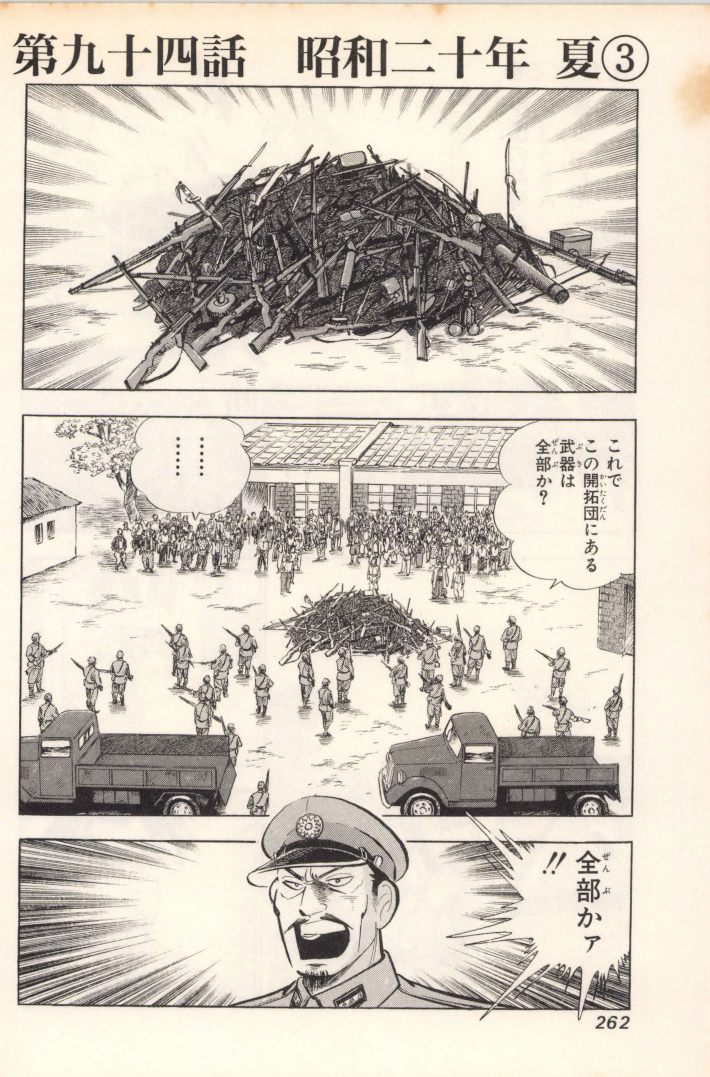 第九十四話 昭和二十年 夏③
これで
この開拓団にある
武器は
全部か?
……
……
全部かァ
!!
262